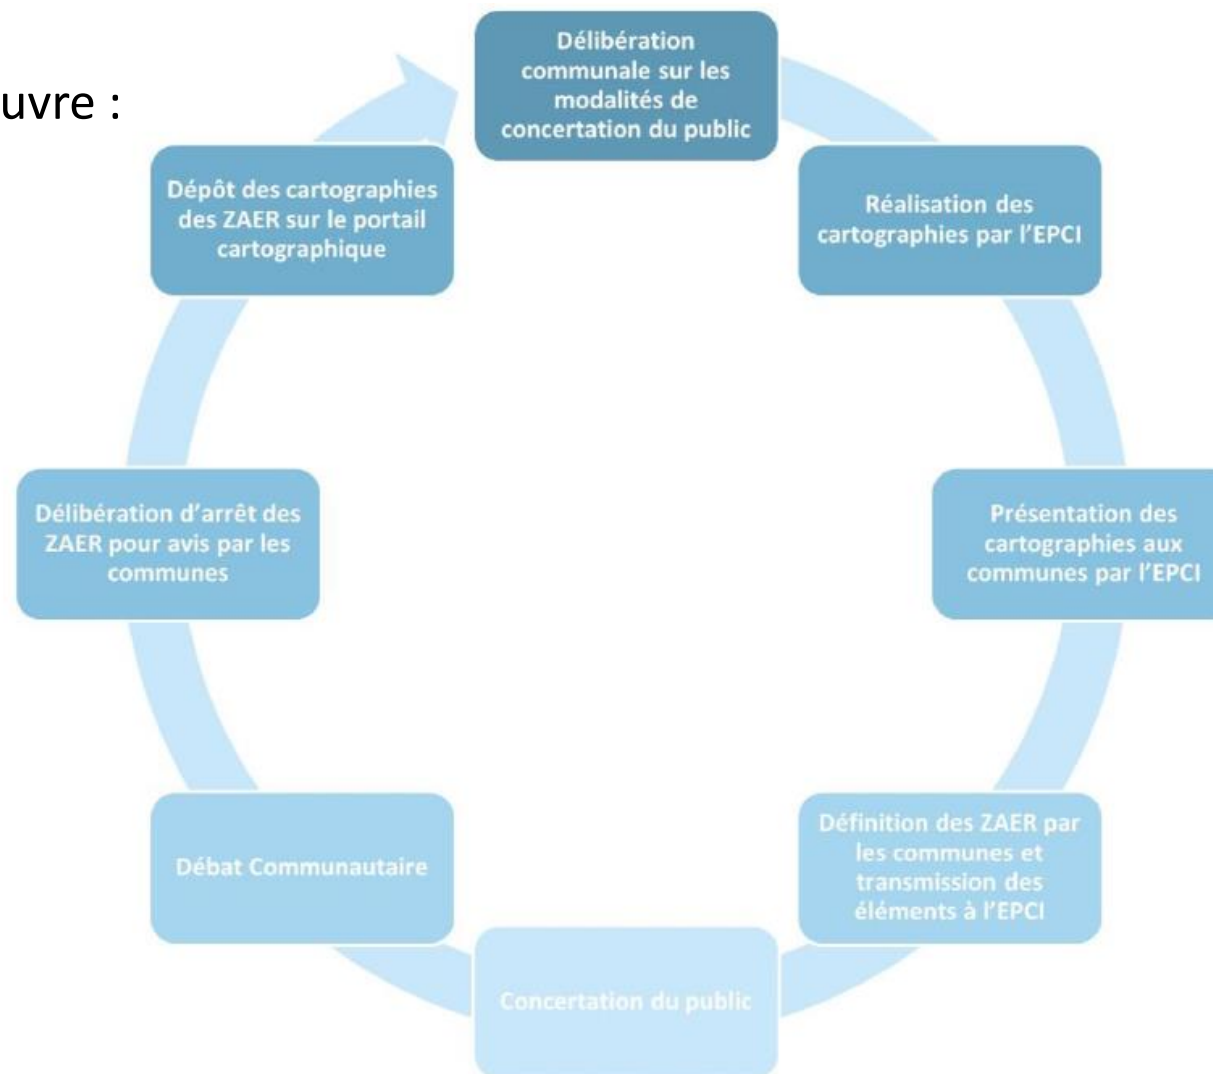 uvre :
Délibération
communale sur les
modalités de
concertation du public
Réalisation des
cartographies par l’EPCI
Présentation des
cartographies aux
communes par l’EPCI
Définition des ZAER par
les communes et
transmission des
éléments à l’EPCI
Concertation du public
Débat Communautaire
Délibération d’arrêt des
ZAER pour avis par les
communes
Dépôt des cartographies
des ZAER sur le portail
cartographique